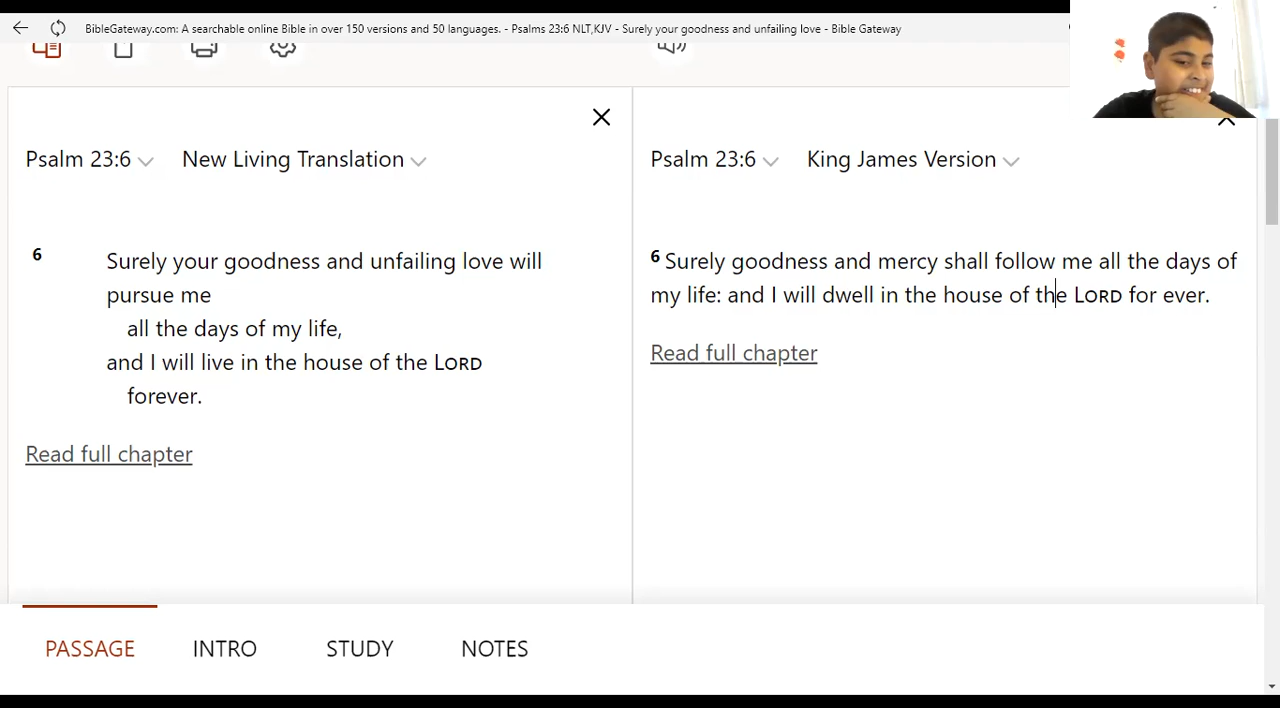 BibleGateway.com: A searchable online Bible in over 150 versions and 50 languages. - Psalms 23:6 NLT,KJV - Surely your goodness and unfailing love - Bible Gateway
Psalm 23:6 New Living Translation
6 Surely your goodness and unfailing love will
pursue me
all the days of my life,
and I will live in the house of the LORD
forever.
Read full chapter
Psalm 23:6 King James Version
6 Surely goodness and mercy shall follow me all the days of
my life: and I will dwell in the house of the LORD for ever.
Read full chapter
PASSAGE INTRO STUDY NOTES